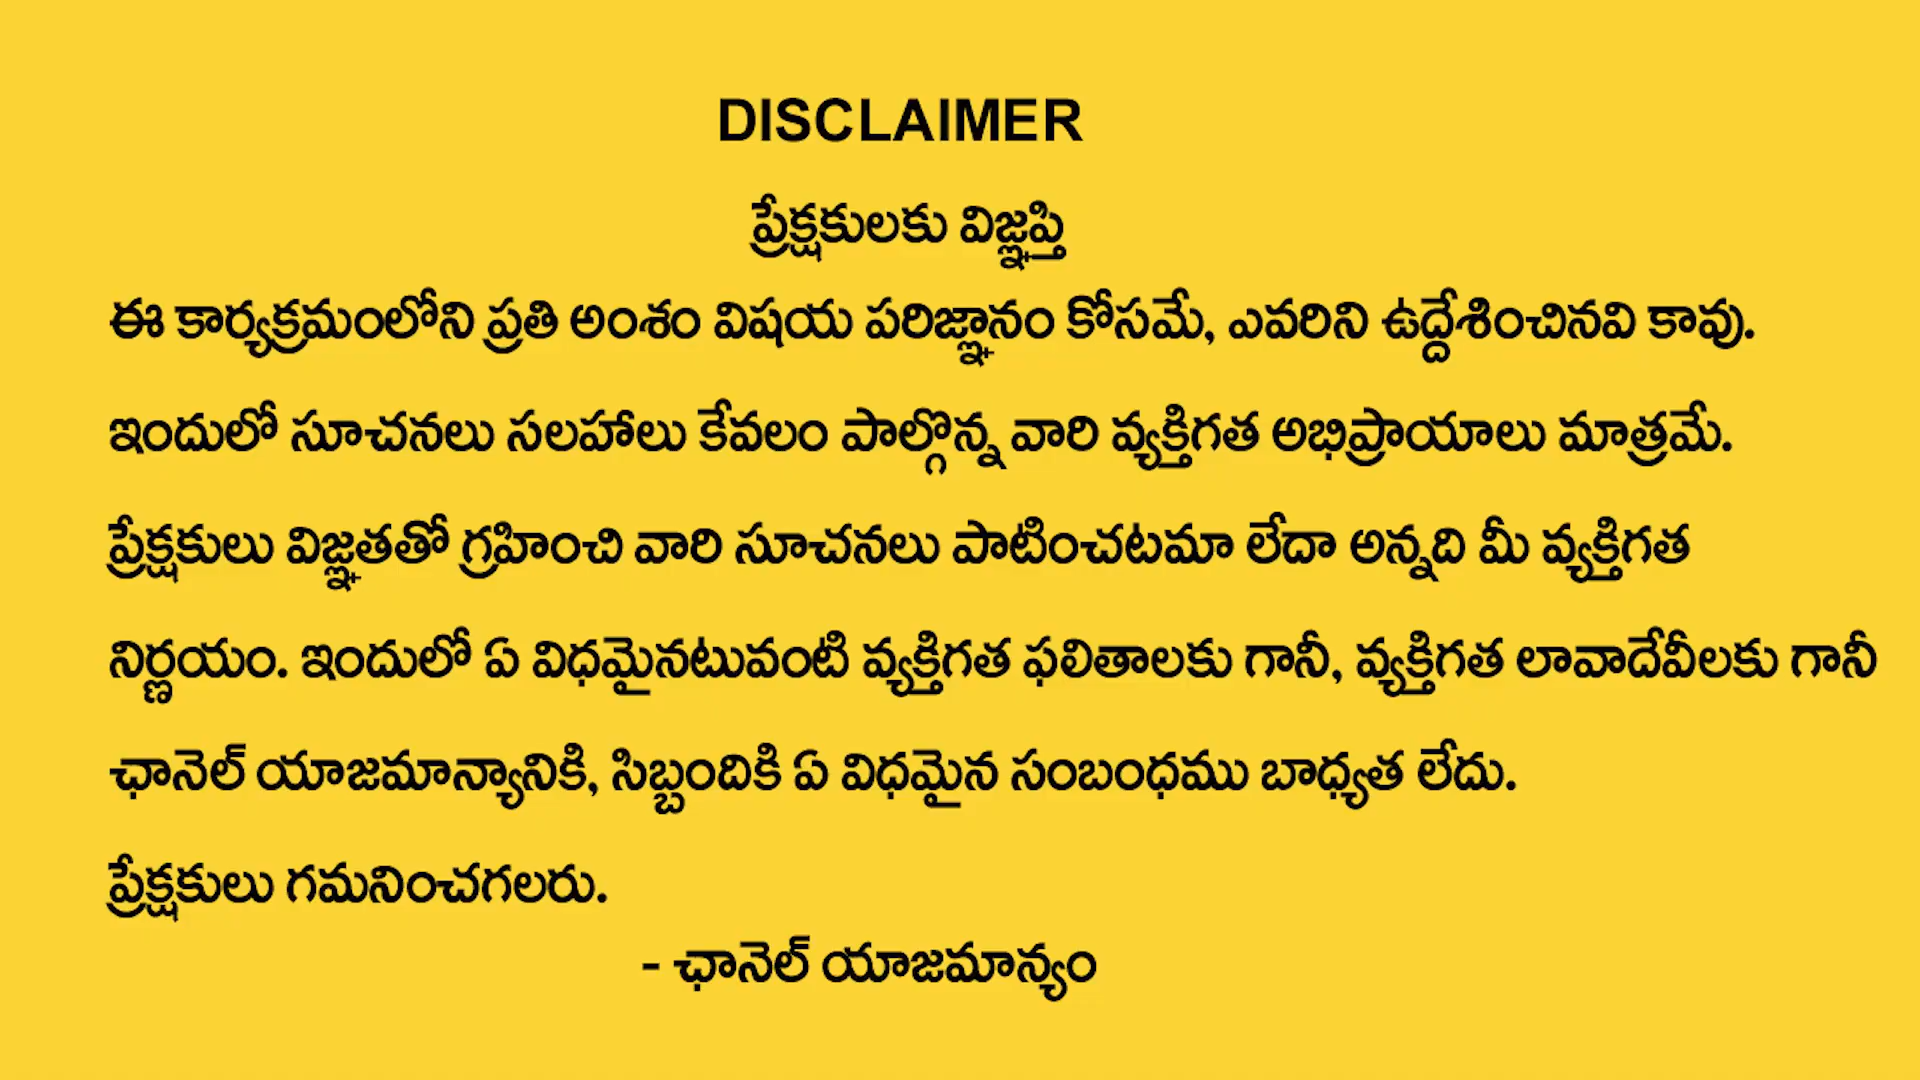 DISCLAIMER
ప్రేక్షకులకు విజ్ఞప్తి
ఈ కార్యక్రమంలోని ప్రతి అంశం విషయ పరిజ్ఞానం కోసమే, ఎవరిని ఉద్దేశించినవి కావు.
ఇందులో సూచనలు సలహాలు కేవలం పాల్గొన్న వారి వ్యక్తిగత అభిప్రాయాలు మాత్రమే.
ప్రేక్షకులు విజ్ఞతతో గ్రహించి వారి సూచనలు పాటించటమా లేదా అన్నది మీ వ్యక్తిగత
నిర్ణయం. ఇందులో ఏ విధమైనటువంటి వ్యక్తిగత ఫలితాలకు గానీ, వ్యక్తిగత లావాదేవీలకు గానీ
ఛానెల్ యాజమాన్యానికి, సిబ్బందికి ఏ విధమైన సంబంధము బాధ్యత లేదు.
ప్రేక్షకులు గమనించగలరు.
- ఛానెల్ యాజమాన్యం